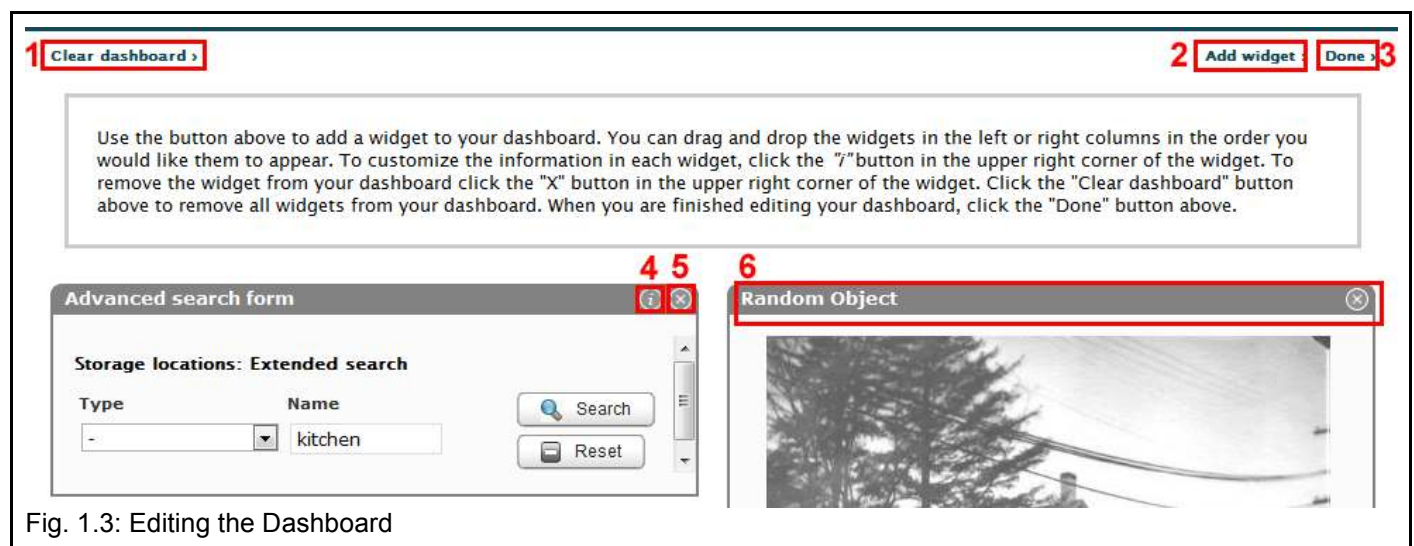 1 Clear dashboard › 2 Add widget › Done › 3
Use the button above to add a widget to your dashboard. You can drag and drop the widgets in the left or right columns in the order you
would like them to appear. To customize the information in each widget, click the "i" button in the upper right corner of the widget. To
remove the widget from your dashboard click the "X" button in the upper right corner of the widget. Click the "Clear dashboard" button
above to remove all widgets from your dashboard. When you are finished editing your dashboard, click the "Done" button above.
4 5 6
Advanced search form i Random Object
Storage locations: Extended search
Type Name Search
- kitchen
Reset
Fig. 1.3: Editing the Dashboard